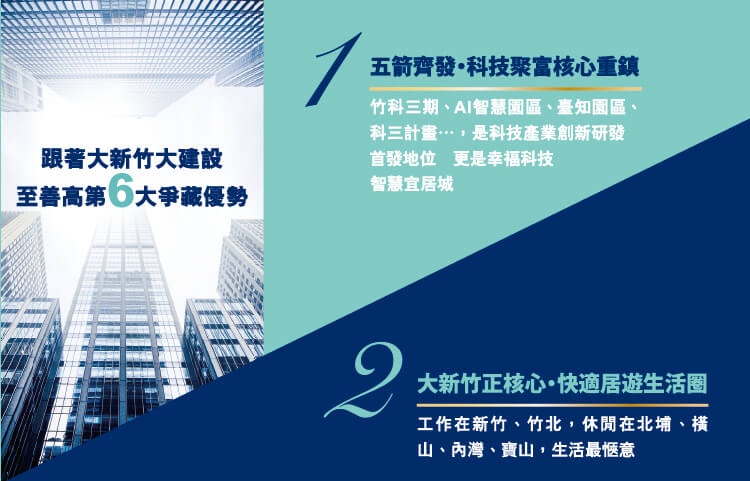 跟著大新竹大建設
至善高第6大爭藏優勢
1
五箭齊發•科技聚富核心重鎮
竹科三期、AI智慧園區、臺知園區、
科三計畫…，是科技產業創新研發
首發地位　更是幸福科技
智慧宜居城
2
大新竹正核心•快適居遊生活圈
工作在新竹、竹北，休閒在北埔、橫
山、內灣、寶山，生活最愜意